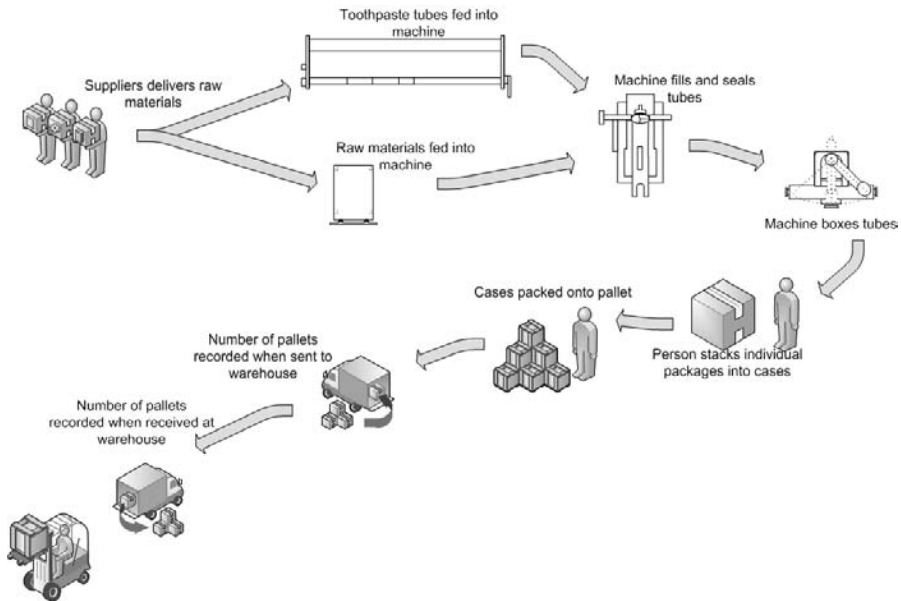 Toothpaste tubes fed into
machine
Suppliers delivers raw
materials
Machine fills and seals
tubes
Raw materials fed into
machine
Machine boxes tubes
Cases packed onto pallet
Person stacks individual
packages into cases
Number of pallets
recorded when sent to
warehouse
Number of pallets
recorded when received at
warehouse